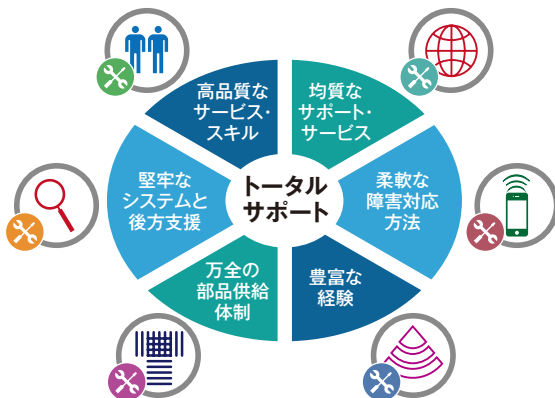 高品質な
サービス・
スキル
均質な
サポート・
サービス
堅牢な
システムと
後方支援
トータル
サポート
柔軟な
障害対応
方法
万全の
部品供給
体制
豊富な
経験